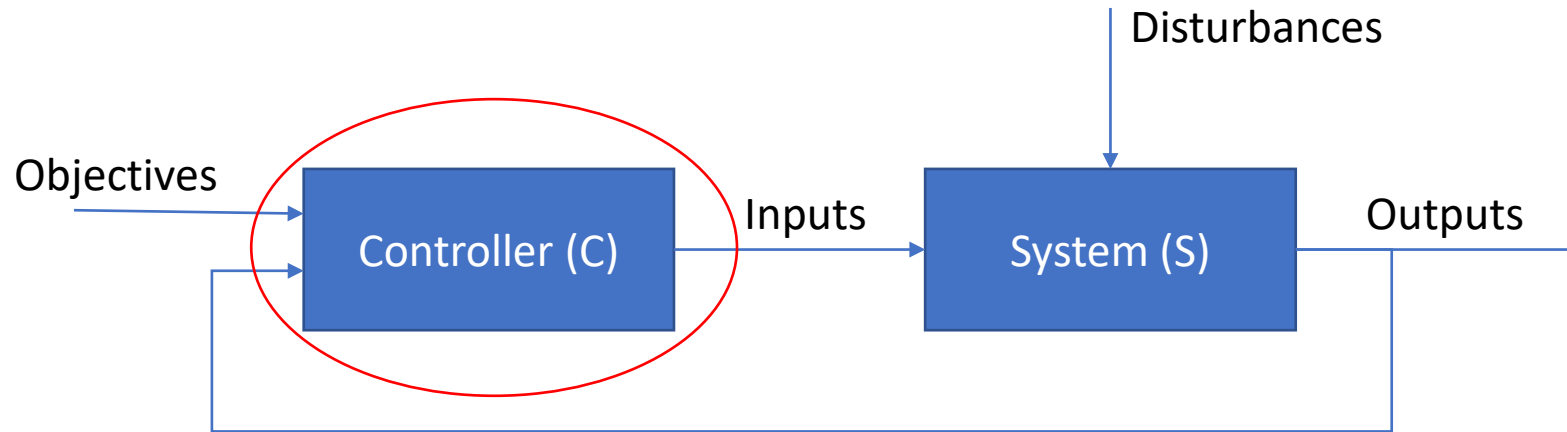 Disturbances
Objectives
Controller (C)
Inputs
System (S)
Outputs